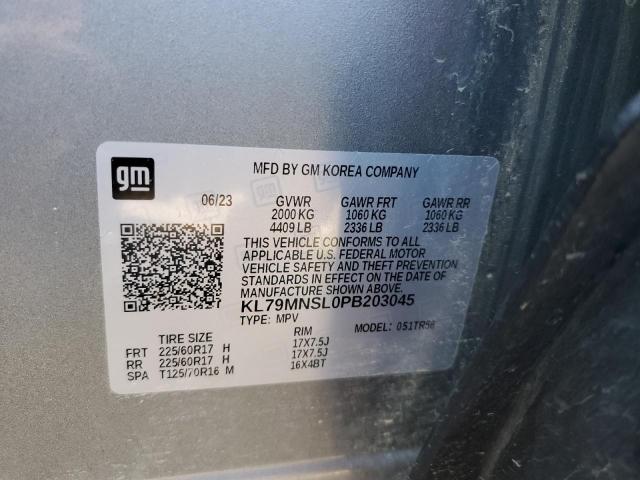 gm
MFD BY GM KOREA COMPANY
06/23 GVWR GAWR FRT GAWR RR
2000 KG 1060 KG 1060 KG
4409 LB 2336 LB 2336 LB
THIS VEHICLE CONFORMS TO ALL
APPLICABLE U.S. FEDERAL MOTOR
VEHICLE SAFETY AND THEFT PREVENTION
STANDARDS IN EFFECT ON THE DATE OF
MANUFACTURE SHOWN ABOVE.
KL79MNSL0PB203045
TYPE: MPV MODEL: 0S1TR56
TIRE SIZE RIM
FRT 225/60R17 H 17X7.5J
RR 225/60R17 H 17X7.5J
SPA T125/70R16 M 16X4BT